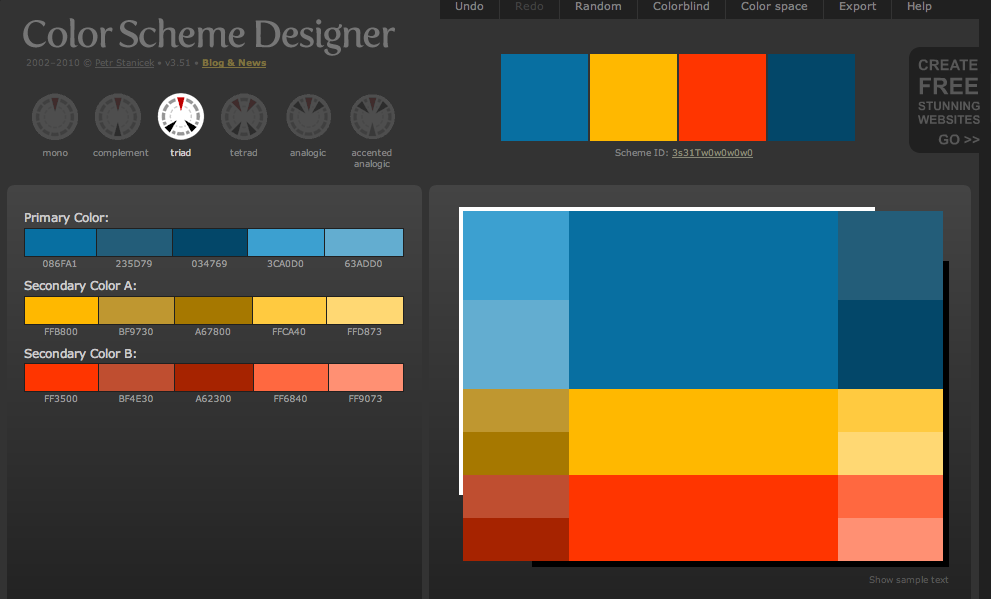 Undo Redo Random Colorblind Color space Export Help
Color Scheme Designer
2002–2010 © Petr Stanicek • v3.51 • Blog & News
mono complement triad tetrad analogic accented
analogic
Scheme ID: 3s31Tw0w0w0w0
CREATE
FREE
STUNNING
WEBSITES
GO >>
Primary Color:
086FA1 235D79 034769 3CA0D0 63ADD0
Secondary Color A:
FFB800 BF9730 A67800 FFCA40 FFD873
Secondary Color B:
FF3500 BF4E30 A62300 FF6840 FF9073
Show sample text